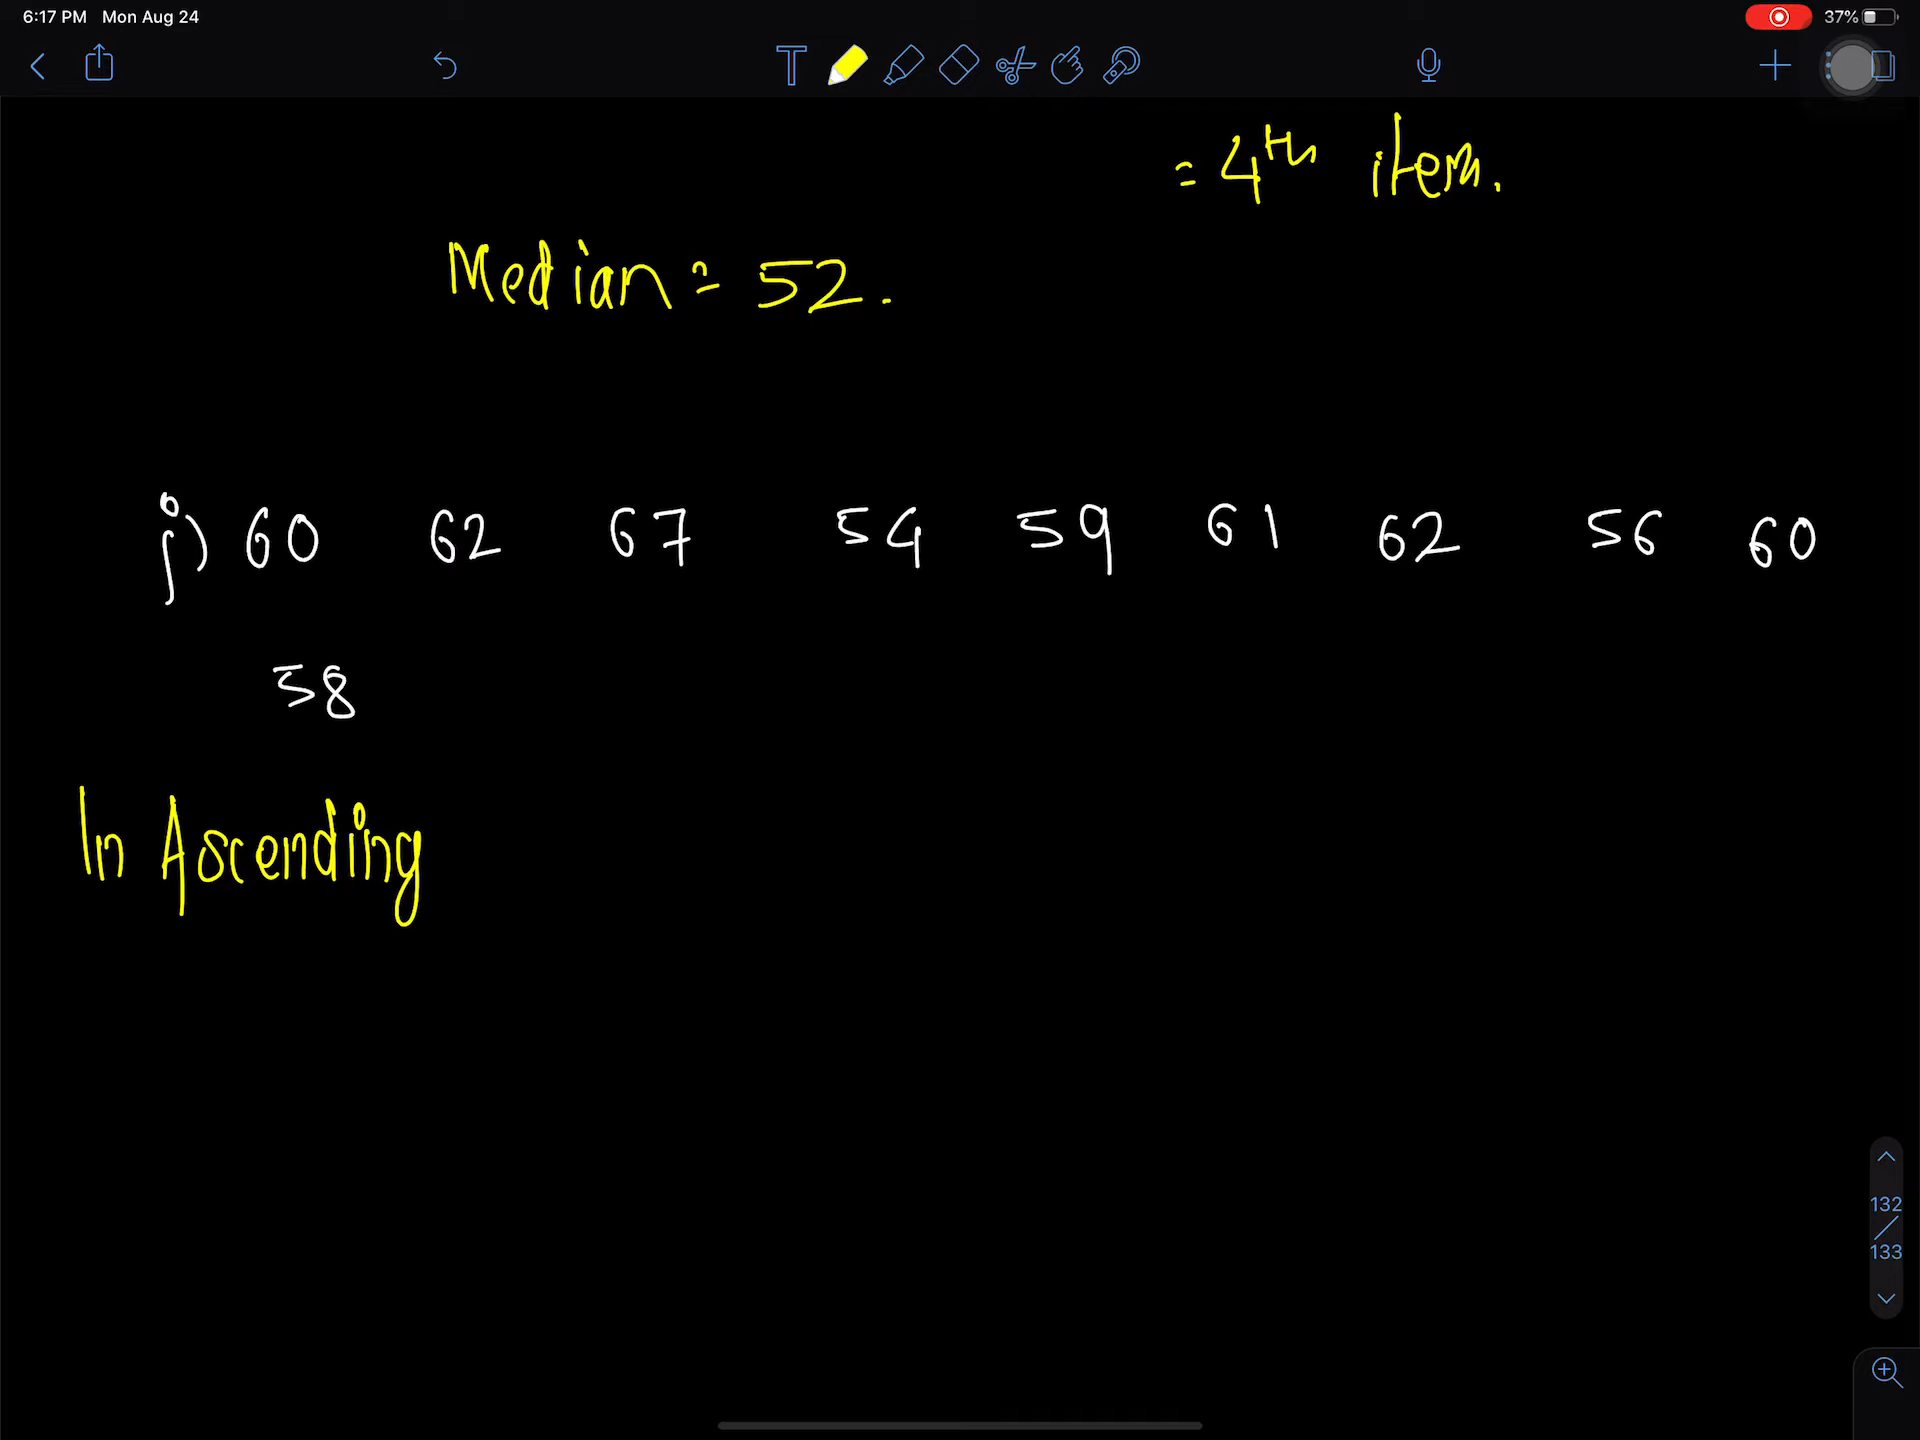 6:17 PM Mon Aug 24
37%
= 4th item.
Median = 52.
j) 60 62 67 54 59 61 62 56 60
58
In Ascending
132
133